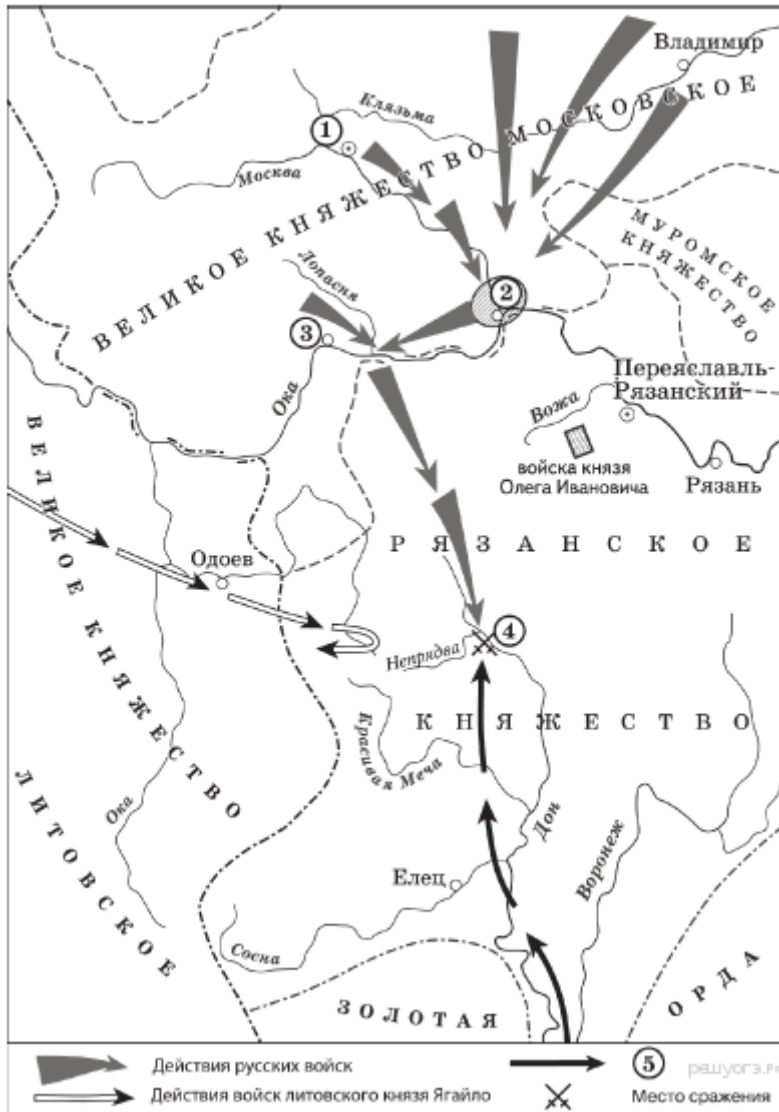 Владимир
Клязьма
1
Москва
ВЕЛИКОЕ КНЯЖЕСТВО МОСКОВСКОЕ
МУРОМСКОЕ
КНЯЖЕСТВО
Лопасня
2
3
Ока
Переяславль-
Рязанский
Вожа
войска князя
Олега Ивановича
Рязань
ВЕЛИКОЕ КНЯЖЕСТВО
ЛИТОВСКОЕ
РЯЗАНСКОЕ
Одоев
4
Непрядва
КНЯЖЕСТВО
Красивая Меча
Ока
Дон
Воронеж
Елец
Сосна
ЗОЛОТАЯ ОРДА
Действия русских войск
5
решуогэ.рф
Действия войск литовского князя Ягайло
Место сражения